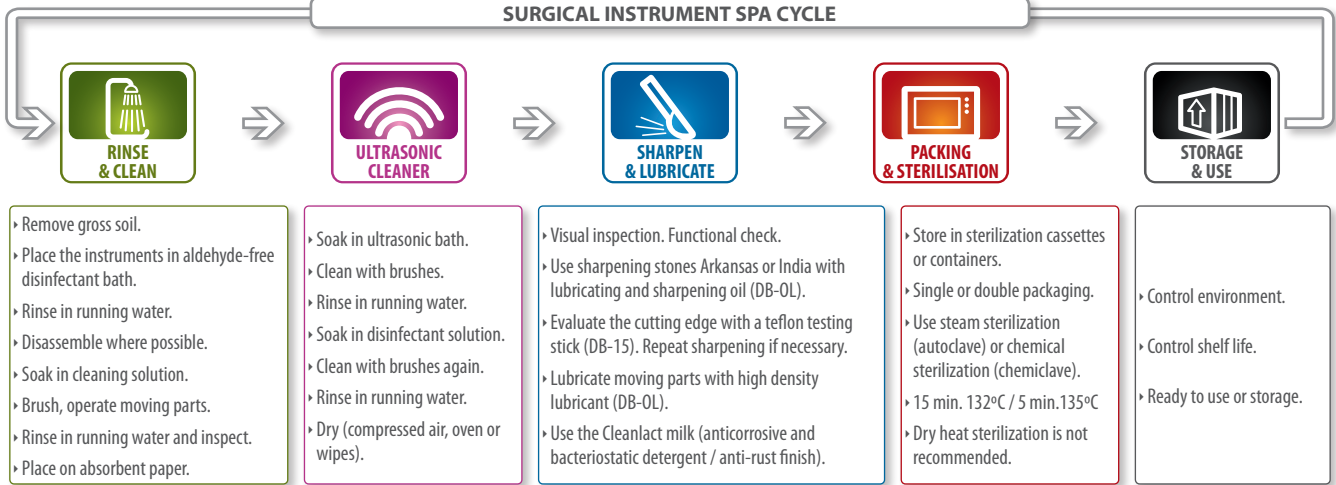 SURGICAL INSTRUMENT SPA CYCLE
RINSE
& CLEAN
ULTRASONIC
CLEANER
SHARPEN
& LUBRICATE
PACKING
& STERILISATION
STORAGE
& USE
‣ Remove gross soil.
‣ Place the instruments in aldehyde-free
disinfectant bath.
‣ Rinse in running water.
‣ Disassemble where possible.
‣ Soak in cleaning solution.
‣ Brush, operate moving parts.
‣ Rinse in running water and inspect.
‣ Place on absorbent paper.
‣ Soak in ultrasonic bath.
‣ Clean with brushes.
‣ Rinse in running water.
‣ Soak in disinfectant solution.
‣ Clean with brushes again.
‣ Rinse in running water.
‣ Dry (compressed air, oven or
wipes).
‣ Visual inspection. Functional check.
‣ Use sharpening stones Arkansas or India with
lubricating and sharpening oil (DB-OL).
‣ Evaluate the cutting edge with a teflon testing
stick (DB-15). Repeat sharpening if necessary.
‣ Lubricate moving parts with high density
lubricant (DB-OL).
‣ Use the Cleanlact milk (anticorrosive and
bacteriostatic detergent / anti-rust finish).
‣ Store in sterilization cassettes
or containers.
‣ Single or double packaging.
‣ Use steam sterilization
(autoclave) or chemical
sterilization (chemiclave).
‣ 15 min. 132ºC / 5 min.135ºC
‣ Dry heat sterilization is not
recommended.
‣ Control environment.
‣ Control shelf life.
‣ Ready to use or storage.